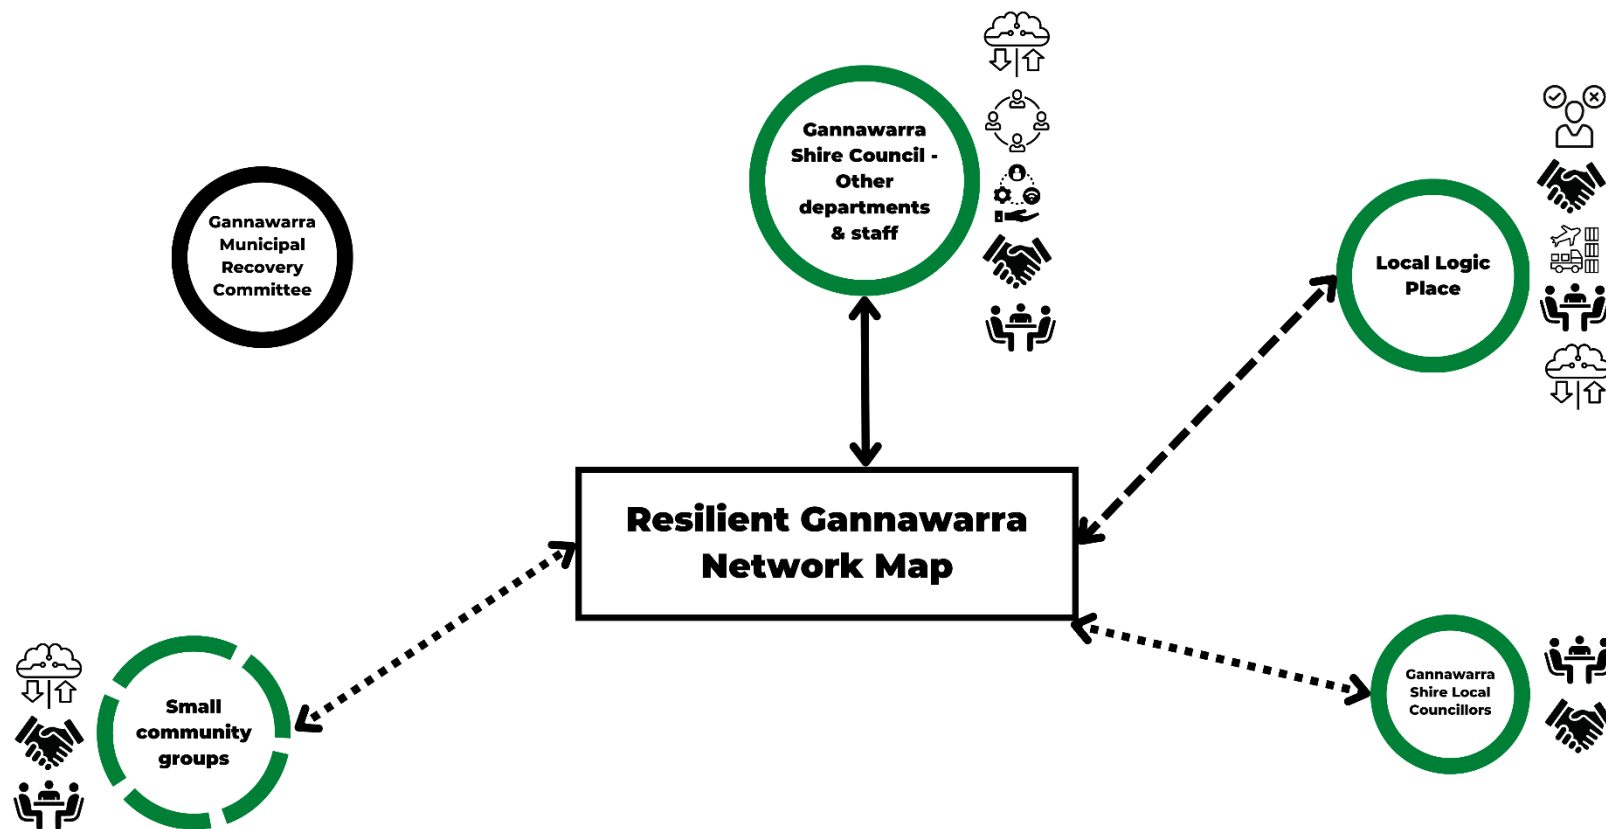 Gannawarra
Shire Council -
Other
departments
& staff
Gannawarra
Municipal
Recovery
Committee
Local Logic
Place
Resilient Gannawarra
Network Map
Small
community
groups
Gannawarra
Shire Local
Councillors